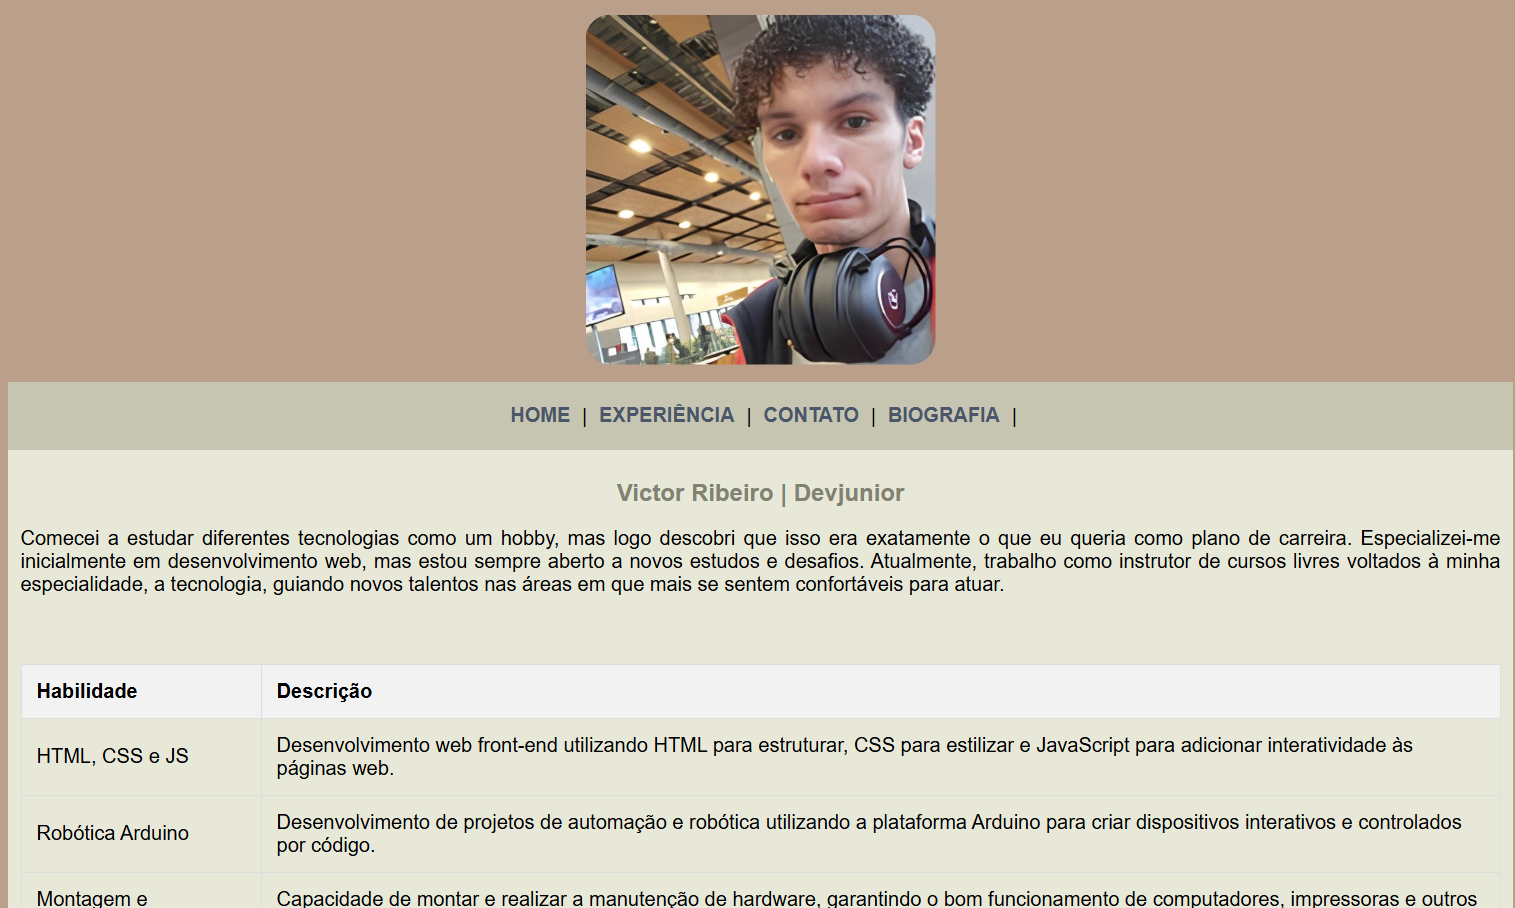 HOME | EXPERIÊNCIA | CONTATO | BIOGRAFIA |
Victor Ribeiro | Devjunior
Comecei a estudar diferentes tecnologias como um hobby, mas logo descobri que isso era exatamente o que eu queria como plano de carreira. Especializei-me
inicialmente em desenvolvimento web, mas estou sempre aberto a novos estudos e desafios. Atualmente, trabalho como instrutor de cursos livres voltados à minha
especialidade, a tecnologia, guiando novos talentos nas áreas em que mais se sentem confortáveis para atuar.
Habilidade Descrição
HTML, CSS e JS
Desenvolvimento web front-end utilizando HTML para estruturar, CSS para estilizar e JavaScript para adicionar interatividade às
páginas web.
Robótica Arduino
Desenvolvimento de projetos de automação e robótica utilizando a plataforma Arduino para criar dispositivos interativos e controlados
por código.
Montagem e
Capacidade de montar e realizar a manutenção de hardware, garantindo o bom funcionamento de computadores, impressoras e outros